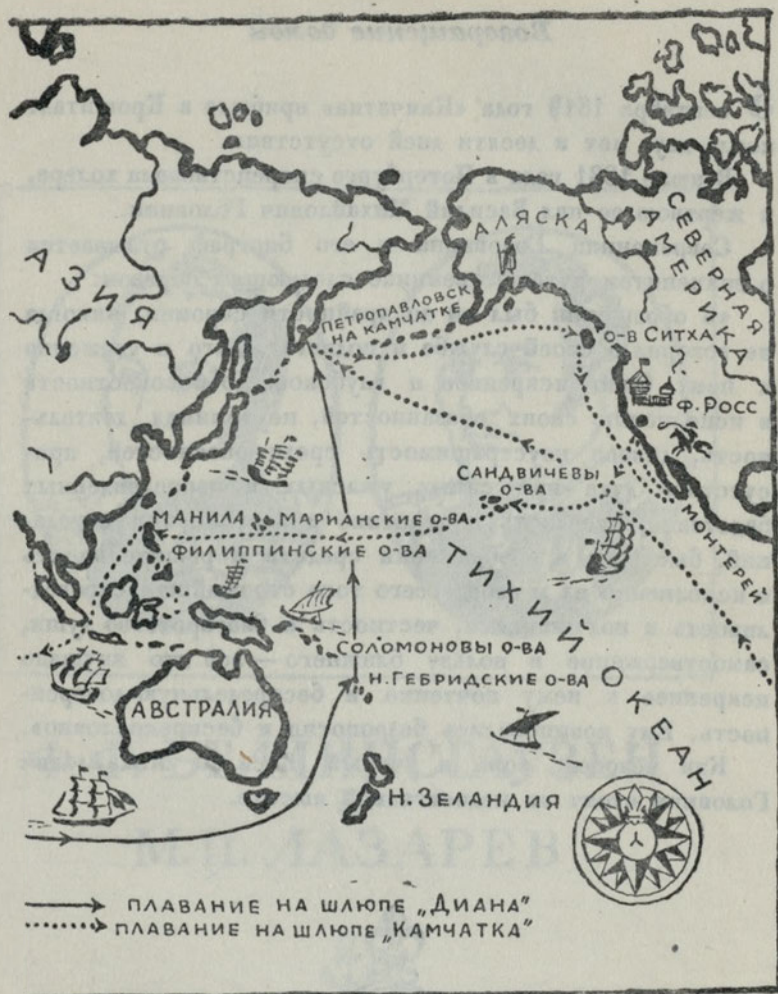 АЗИЯ
АЛЯСКА
СЕВЕРНАЯ
АМЕРИКА
ПЕТРОПАВЛОВСК
НА КАМЧАТКЕ
О-В СИТХА
Ф. РОСС
САНДВИЧЕВЫ
О-ВА
МОНТЕРЕЙ
МАНИЛА
МАРИАНСКИЕ О-ВА
ФИЛИППИНСКИЕ О-ВА
ТИХИЙ ОКЕАН
СОЛОМОНОВЫ О-ВА
Н. ГЕБРИДСКИЕ О-ВА
АВСТРАЛИЯ
Н. ЗЕЛАНДИЯ
ПЛАВАНИЕ НА ШЛЮПЕ „ДИАНА"
ПЛАВАНИЕ НА ШЛЮПЕ „КАМЧАТКА"